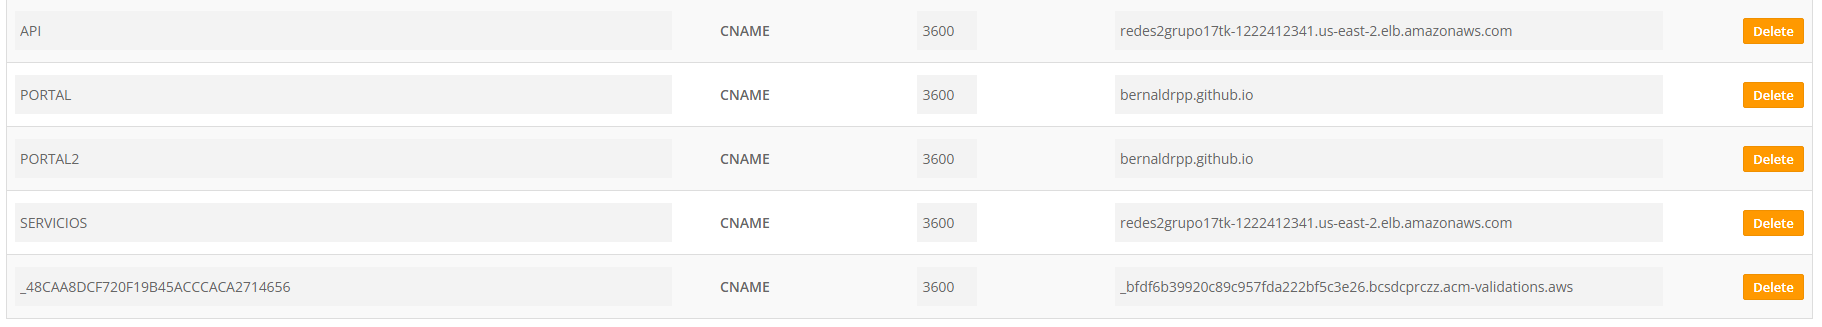 API CNAME 3600 redes2grupo17tk-1222412341.us-east-2.elb.amazonaws.com Delete
PORTAL CNAME 3600 bernaldrpp.github.io Delete
PORTAL2 CNAME 3600 bernaldrpp.github.io Delete
SERVICIOS CNAME 3600 redes2grupo17tk-1222412341.us-east-2.elb.amazonaws.com Delete
_48CAA8DCF720F19B45ACCCACA2714656 CNAME 3600 _bfdf6b39920c89c957fda222bf5c3e26.bcsdcprczz.acm-validations.aws Delete